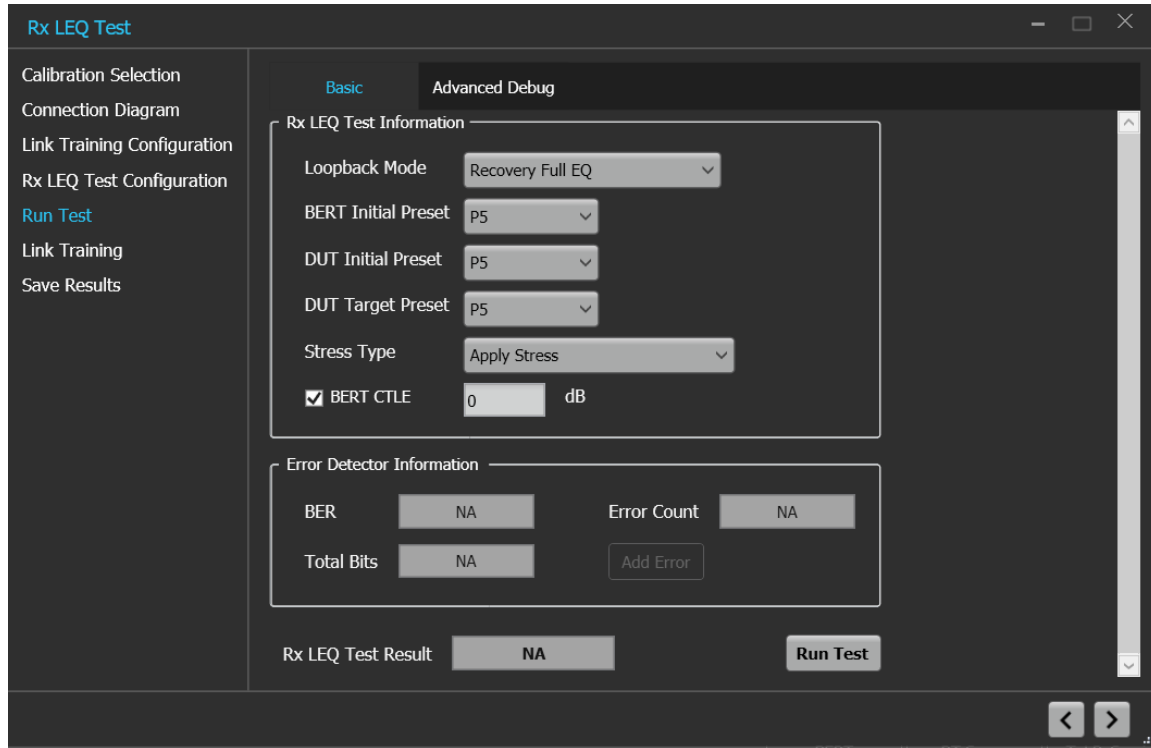 Rx LEQ Test
Calibration Selection
Connection Diagram
Link Training Configuration
Rx LEQ Test Configuration
Run Test
Link Training
Save Results
Basic Advanced Debug
Rx LEQ Test Information
Loopback Mode Recovery Full EQ
BERT Initial Preset P5
DUT Initial Preset P5
DUT Target Preset P5
Stress Type Apply Stress
BERT CTLE 0 dB
Error Detector Information
BER NA Error Count NA
Total Bits NA Add Error
Rx LEQ Test Result NA Run Test